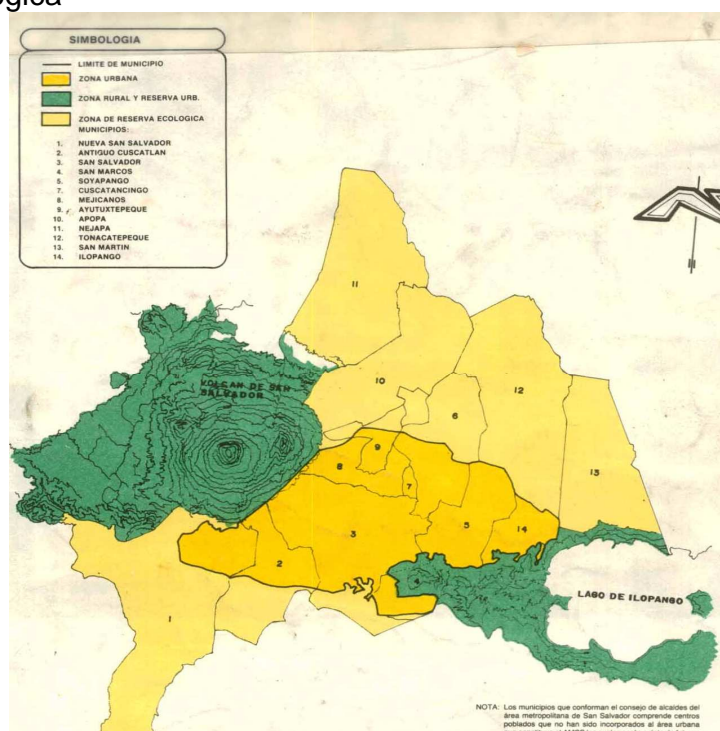 ógica
SIMBOLOGIA
LIMITE DE MUNICIPIO
ZONA URBANA
ZONA RURAL Y RESERVA URB.
ZONA DE RESERVA ECOLOGICA
MUNICIPIOS:
1. NUEVA SAN SALVADOR
2. ANTIGUO CUSCATLAN
3. SAN SALVADOR
4. SAN MARCOS
5. SOYAPANGO
7. CUSCATANCINGO
8. MEJICANOS
9. AYUTUXTEPEQUE
10. APOPA
11. NEJAPA
12. TONACATEPEQUE
13. SAN MARTIN
14. ILOPANGO
11
VOLCAN DE SAN
SALVADOR
10
12
6
13
9
8
7
3
5
14
2
4
LAGO DE ILOPANGO
1
NOTA: Los municipios que conforman el consejo de alcaldes del
área metropolitana de San Salvador comprende centros
poblados que no han sido incorporados al área urbana